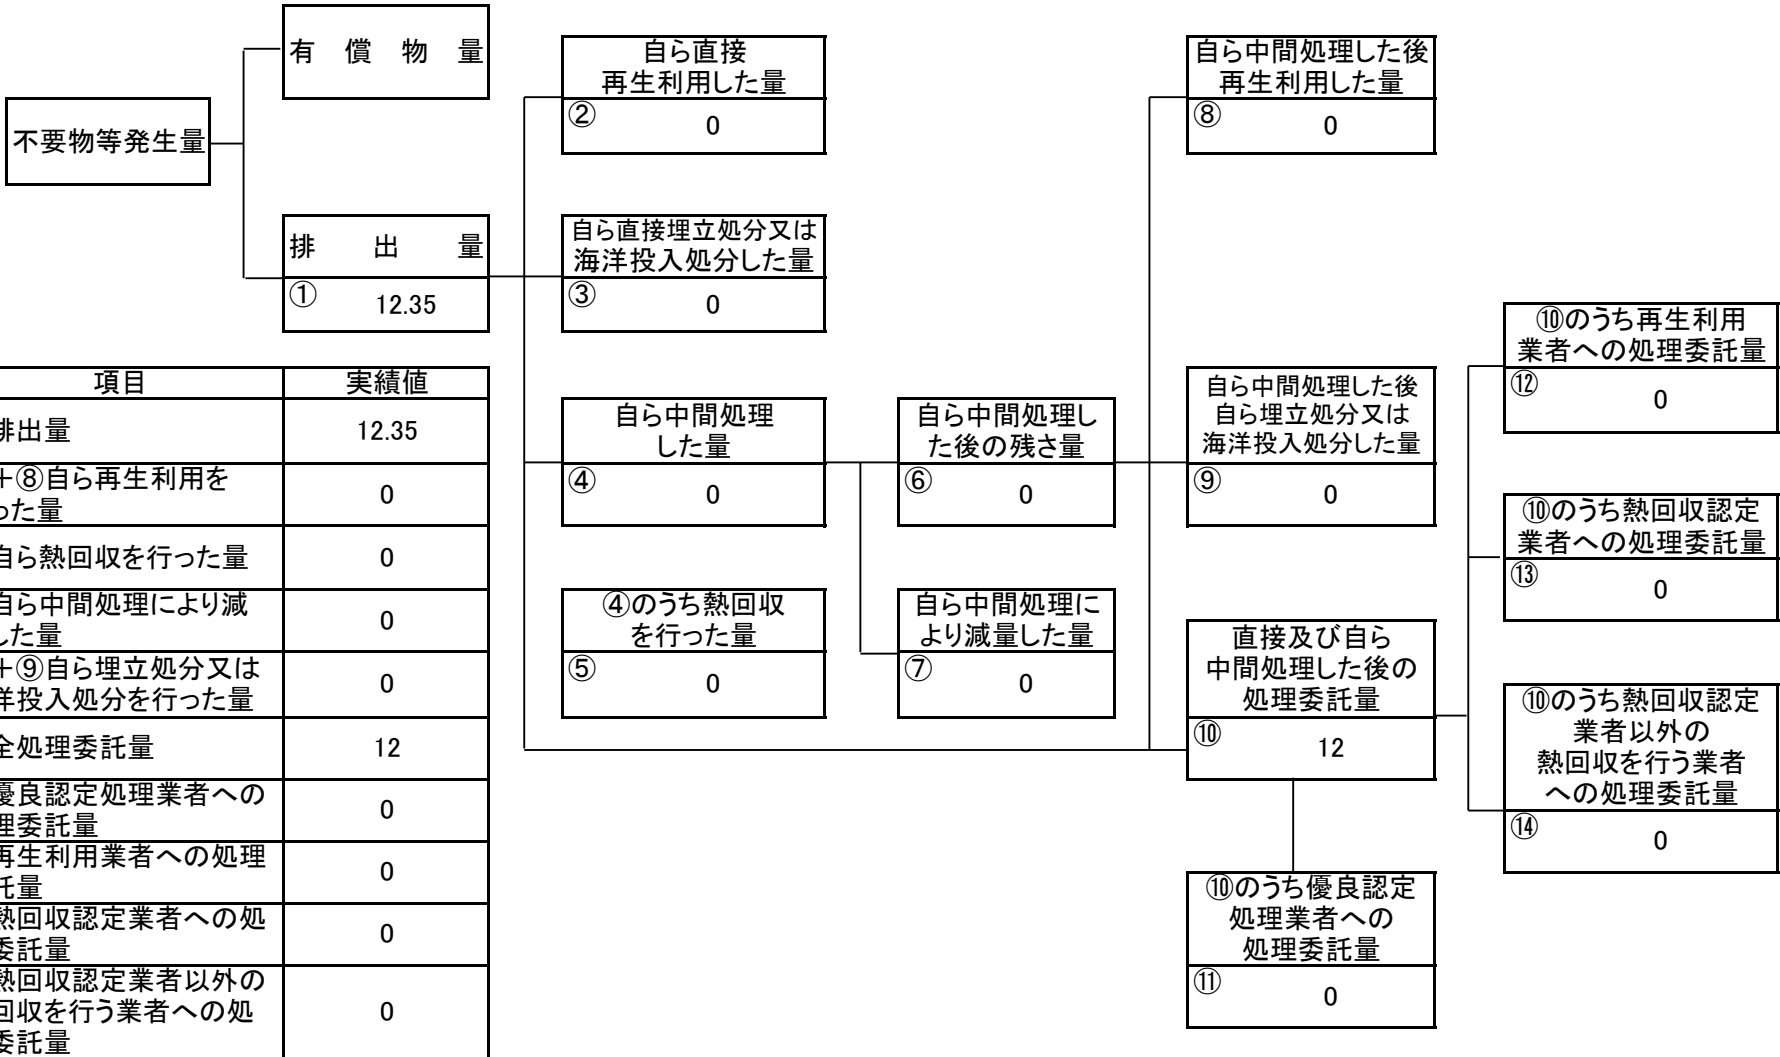 有償物量
不要物等発生量
排出量
①
12.35
自ら直接
再生利用した量
②
0
自ら直接埋立処分又は
海洋投入処分した量
③
0
自ら中間処理
した量
④
0
④のうち熱回収
を行った量
⑤
0
自ら中間処理し
た後の残さ量
⑥
0
自ら中間処理に
より減量した量
⑦
0
自ら中間処理した後
再生利用した量
⑧
0
自ら中間処理した後
自ら埋立処分又は
海洋投入処分した量
⑨
0
直接及び自ら
中間処理した後の
処理委託量
⑩
12
⑩のうち優良認定
処理業者への
処理委託量
⑪
0
⑩のうち再生利用
業者への処理委託量
⑫
0
⑩のうち熱回収認定
業者への処理委託量
⑬
0
⑩のうち熱回収認定
業者以外の
熱回収を行う業者
への処理委託量
⑭
0
項目
実績値
排出量
12.35
+⑧自ら再生利用を
った量
0
自ら熱回収を行った量
0
自ら中間処理により減
した量
0
+⑨自ら埋立処分又は
洋投入処分を行った量
0
全処理委託量
12
優良認定処理業者への
理委託量
0
再生利用業者への処理
託量
0
熱回収認定業者への処
委託量
0
熱回収認定業者以外の
回収を行う業者への処
委託量
0